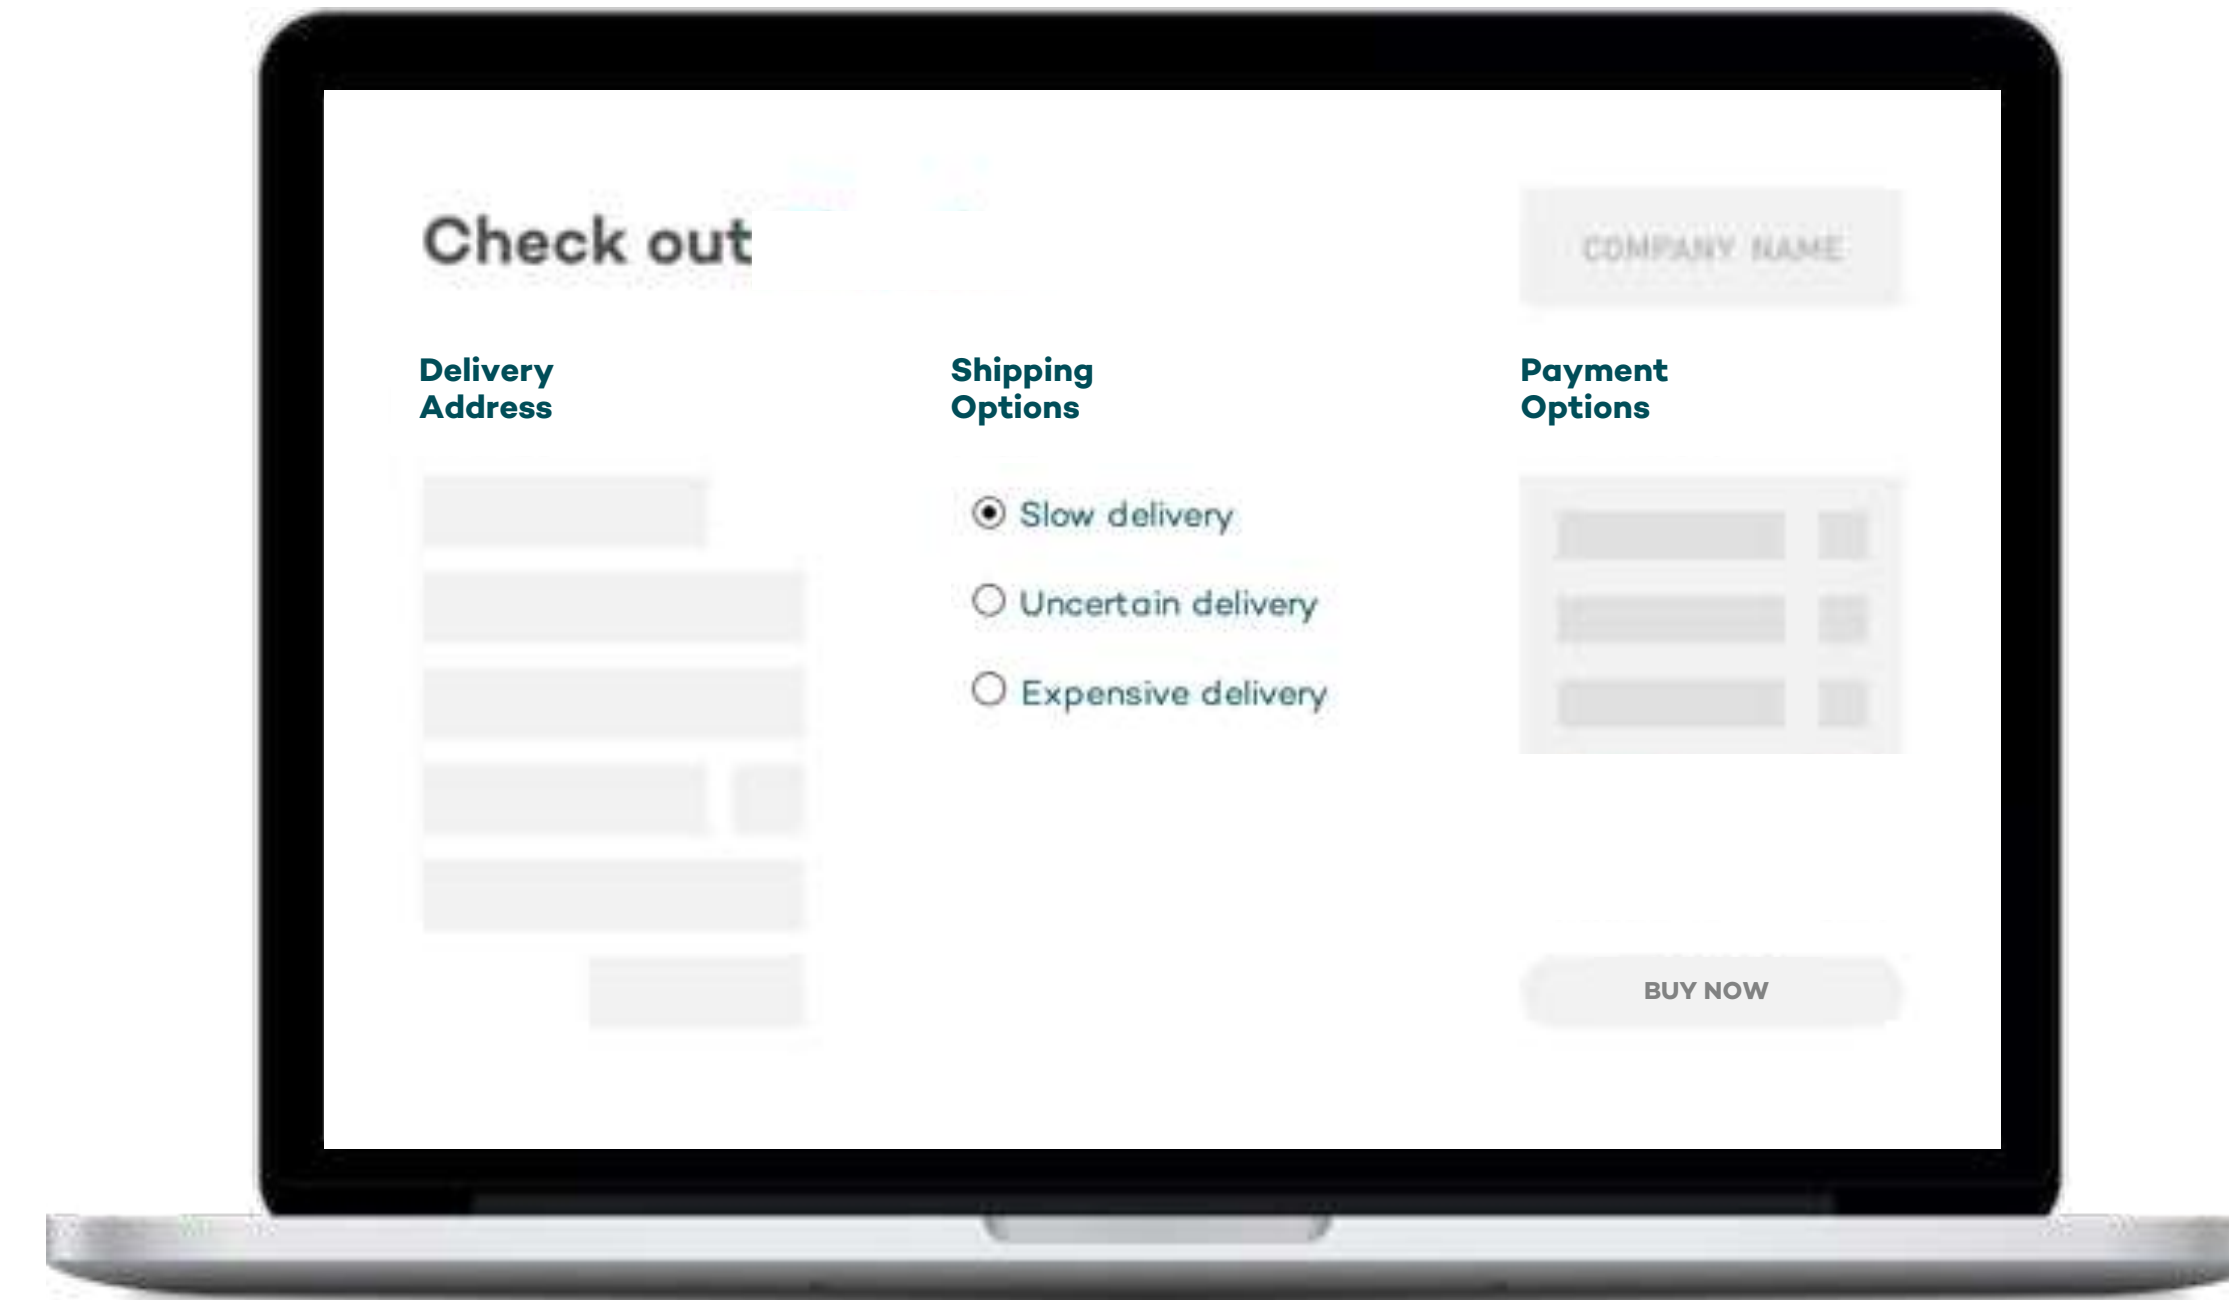 Check out
COMPANY NAME
Delivery
Address
Shipping
Options
Slow delivery
Uncertain delivery
Expensive delivery
Payment
Options
BUY NOW